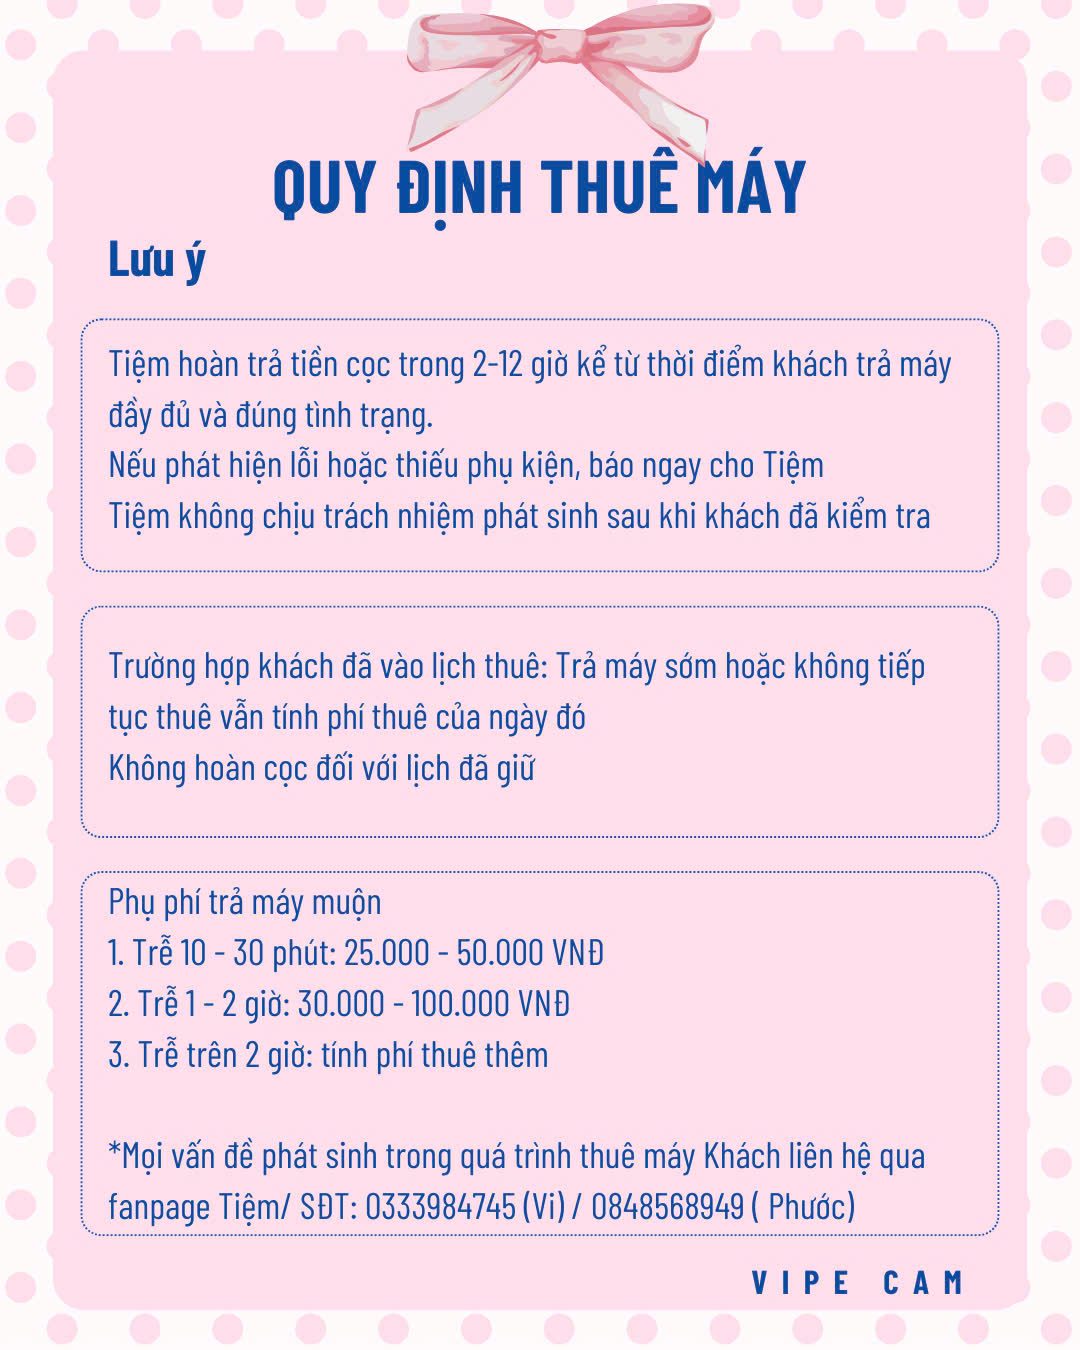 QUY ĐỊNH THUÊ MÁY
Lưu ý
Tiệm hoàn trả tiền cọc trong 2-12 giờ kể từ thời điểm khách trả máy
đầy đủ và đúng tình trạng.
Nếu phát hiện lỗi hoặc thiếu phụ kiện, báo ngay cho Tiệm
Tiệm không chịu trách nhiệm phát sinh sau khi khách đã kiểm tra
Trường hợp khách đã vào lịch thuê: Trả máy sớm hoặc không tiếp
tục thuê vẫn tính phí thuê của ngày đó
Không hoàn cọc đối với lịch đã giữ
Phụ phí trả máy muộn
1. Trễ 10 - 30 phút: 25.000 - 50.000 VNĐ
2. Trễ 1 - 2 giờ: 30.000 - 100.000 VNĐ
3. Trễ trên 2 giờ: tính phí thuê thêm
*Mọi vấn đề phát sinh trong quá trình thuê máy Khách liên hệ qua
fanpage Tiệm/ SĐT: 0333984745 (Vi) / 0848568949 ( Phước)
VIPE CAM